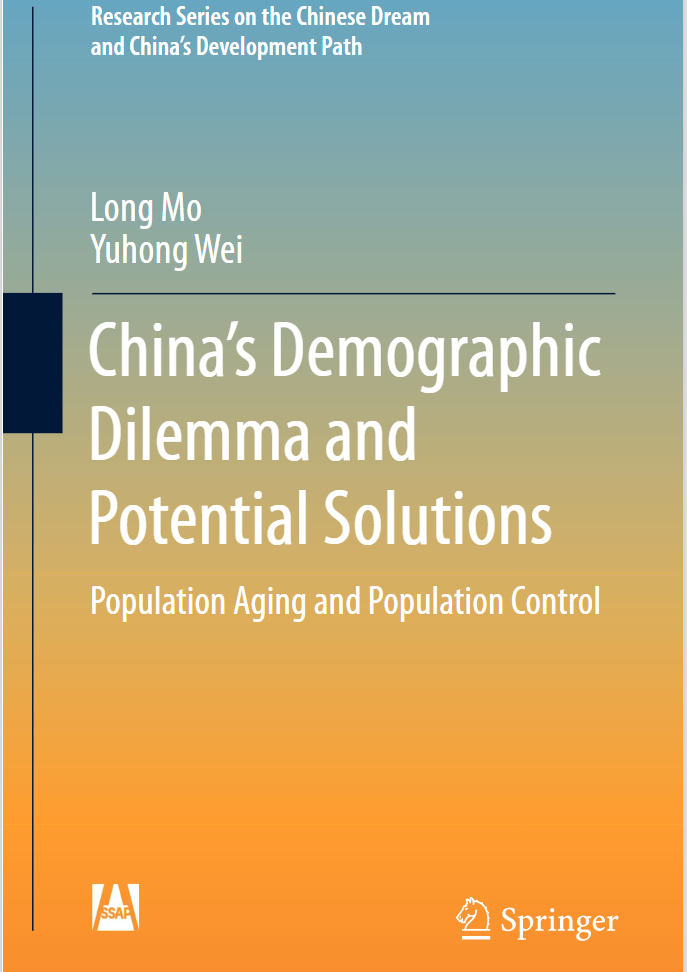 Research Series on the Chinese Dream
and China’s Development Path
Long Mo
Yuhong Wei
China’s Demographic
Dilemma and
Potential Solutions
Population Aging and Population Control
SSAP
Springer